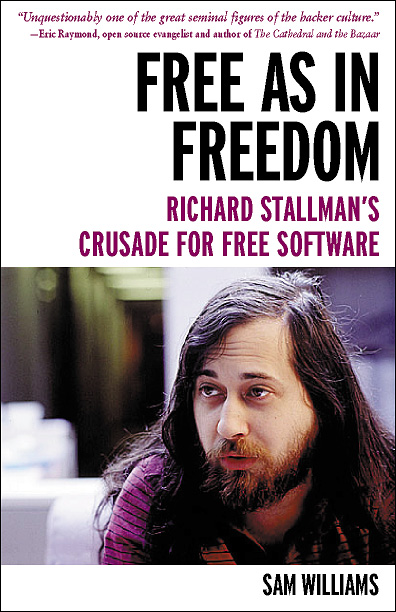 “Unquestionably one of the great seminal figures of the hacker culture.”
—Eric Raymond, open source evangelist and author of The Cathedral and the Bazaar
FREE AS IN
FREEDOM
RICHARD STALLMAN’S
CRUSADE FOR FREE SOFTWARE
SAM WILLIAMS